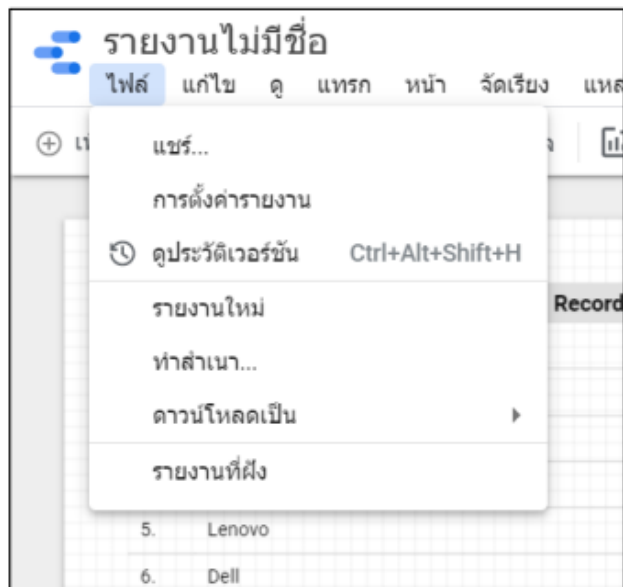 รายงานไม่มีชื่อ
ไฟล์ แก้ไข ดู แทรก หน้า จัดเรียง
แชร์...
การตั้งค่ารายงาน
ดูประวัติเวอร์ชัน Ctrl+Alt+Shift+H
รายงานใหม่
Record
ทำสำเนา...
ดาวน์โหลดเป็น
รายงานที่ฝัง
5. Lenovo
6. Dell